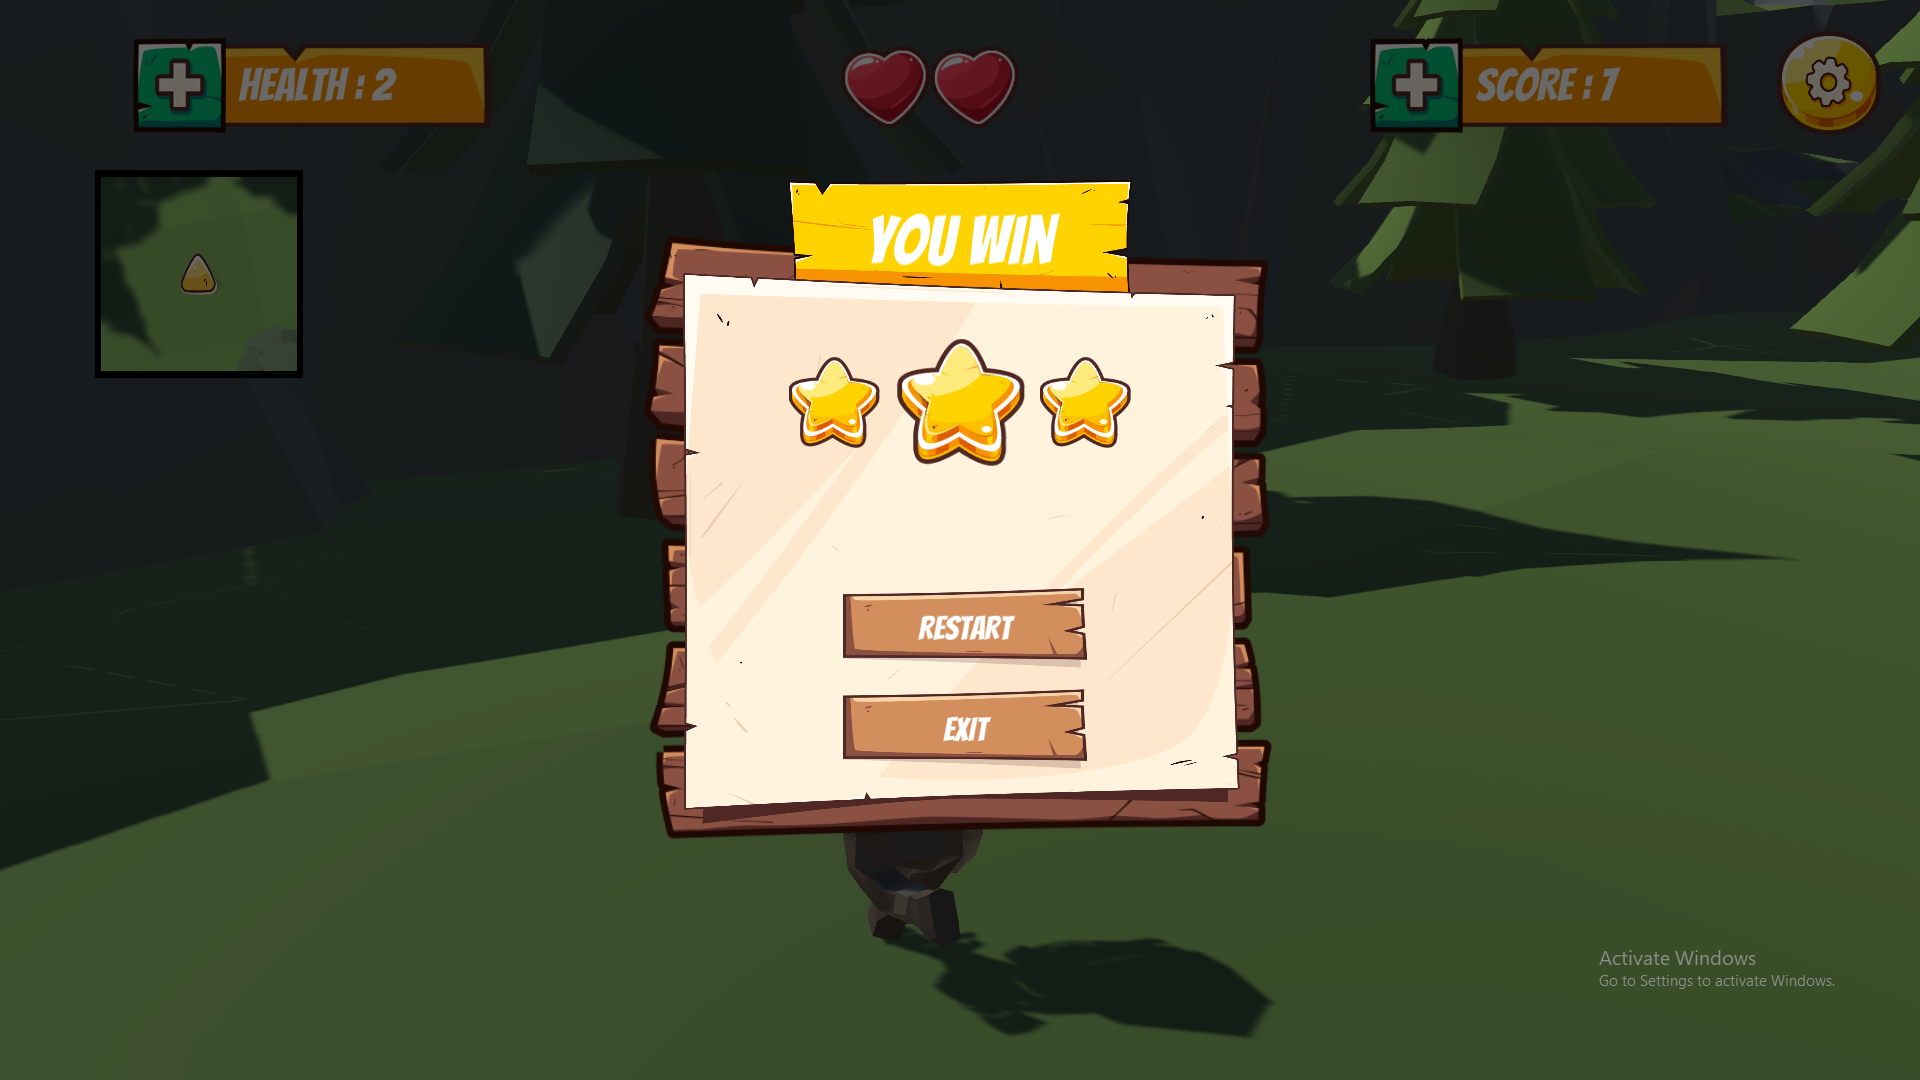 HEALTH : 2
SCORE : 7
YOU WIN
RESTART
EXIT
Activate Windows
Go to Settings to activate Windows.